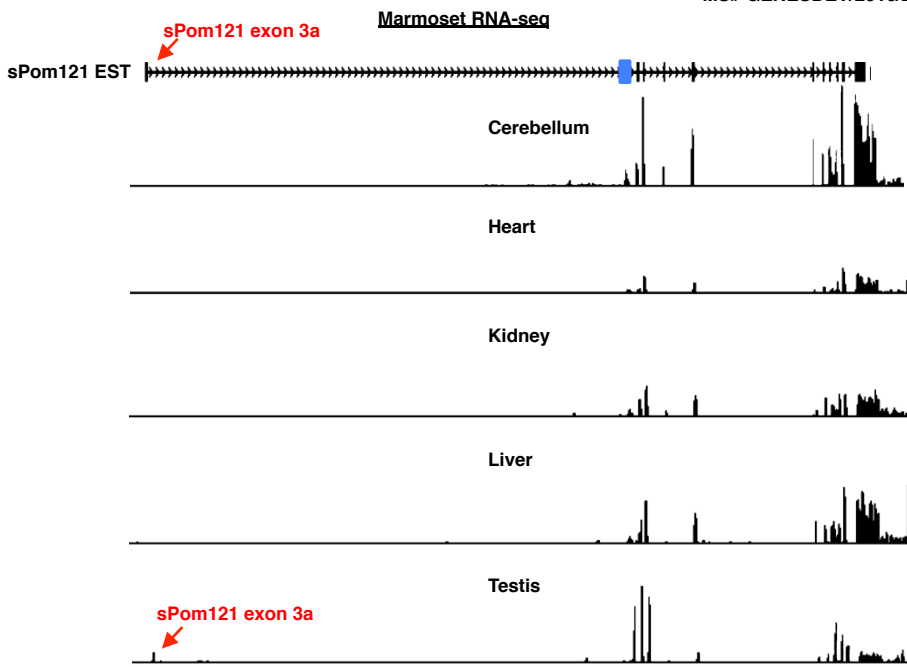 Marmoset RNA-seq
sPom121 exon 3a
sPom121 EST
Cerebellum
Heart
Kidney
Liver
Testis
sPom121 exon 3a